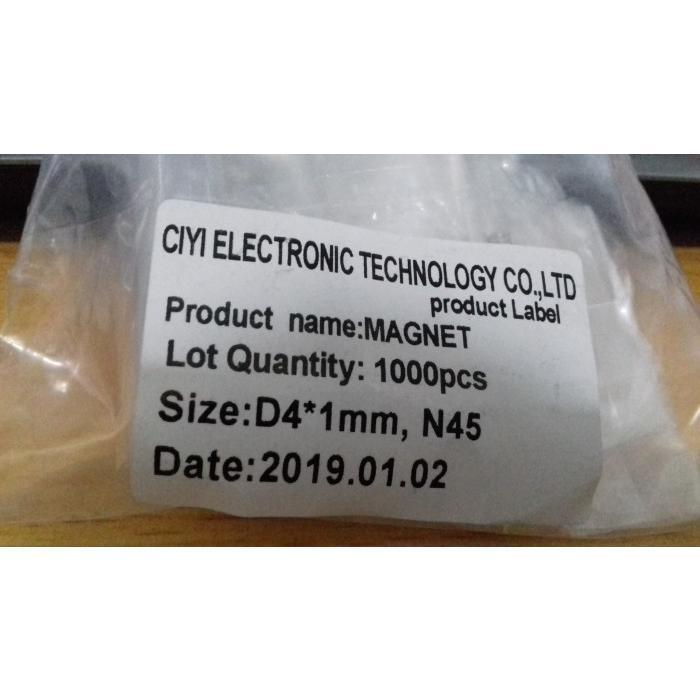 CIYI ELECTRONIC TECHNOLOGY CO.,LTD
product Label
Product name:MAGNET
Lot Quantity: 1000pcs
Size:D4*1mm, N45
Date:2019.01.02